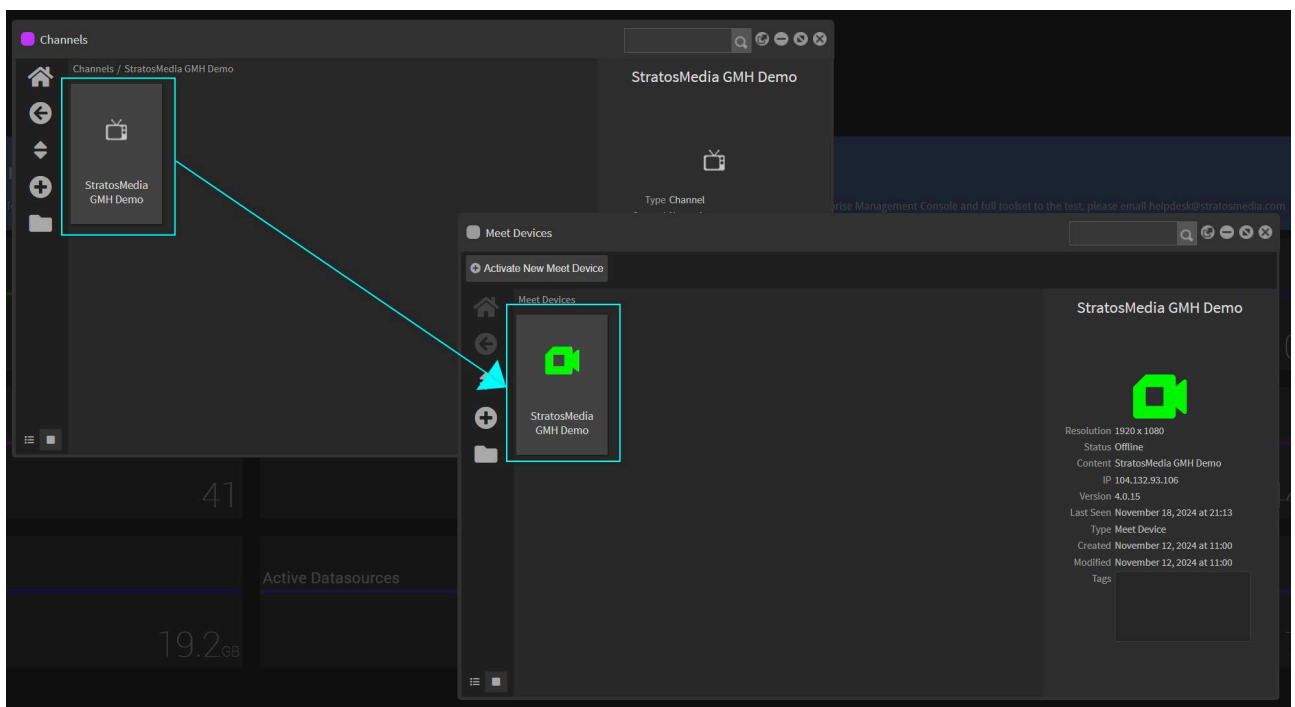 Channels
Channels / StratosMedia GMH Demo
StratosMedia
GMH Demo
StratosMedia GMH Demo
Type Channel
rise Management Console and full toolset to the test, please email helpdesk@stratosmedia.com
Meet Devices
Activate New Meet Device
Meet Devices
StratosMedia
GMH Demo
StratosMedia GMH Demo
Resolution 1920 x 1080
Status Offline
Content StratosMedia GMH Demo
IP 104.132.93.106
Version 4.0.15
Last Seen November 18, 2024 at 21:13
Type Meet Device
Created November 12, 2024 at 11:00
Modified November 12, 2024 at 11:00
Tags
41
Active Datasources
19.2GB